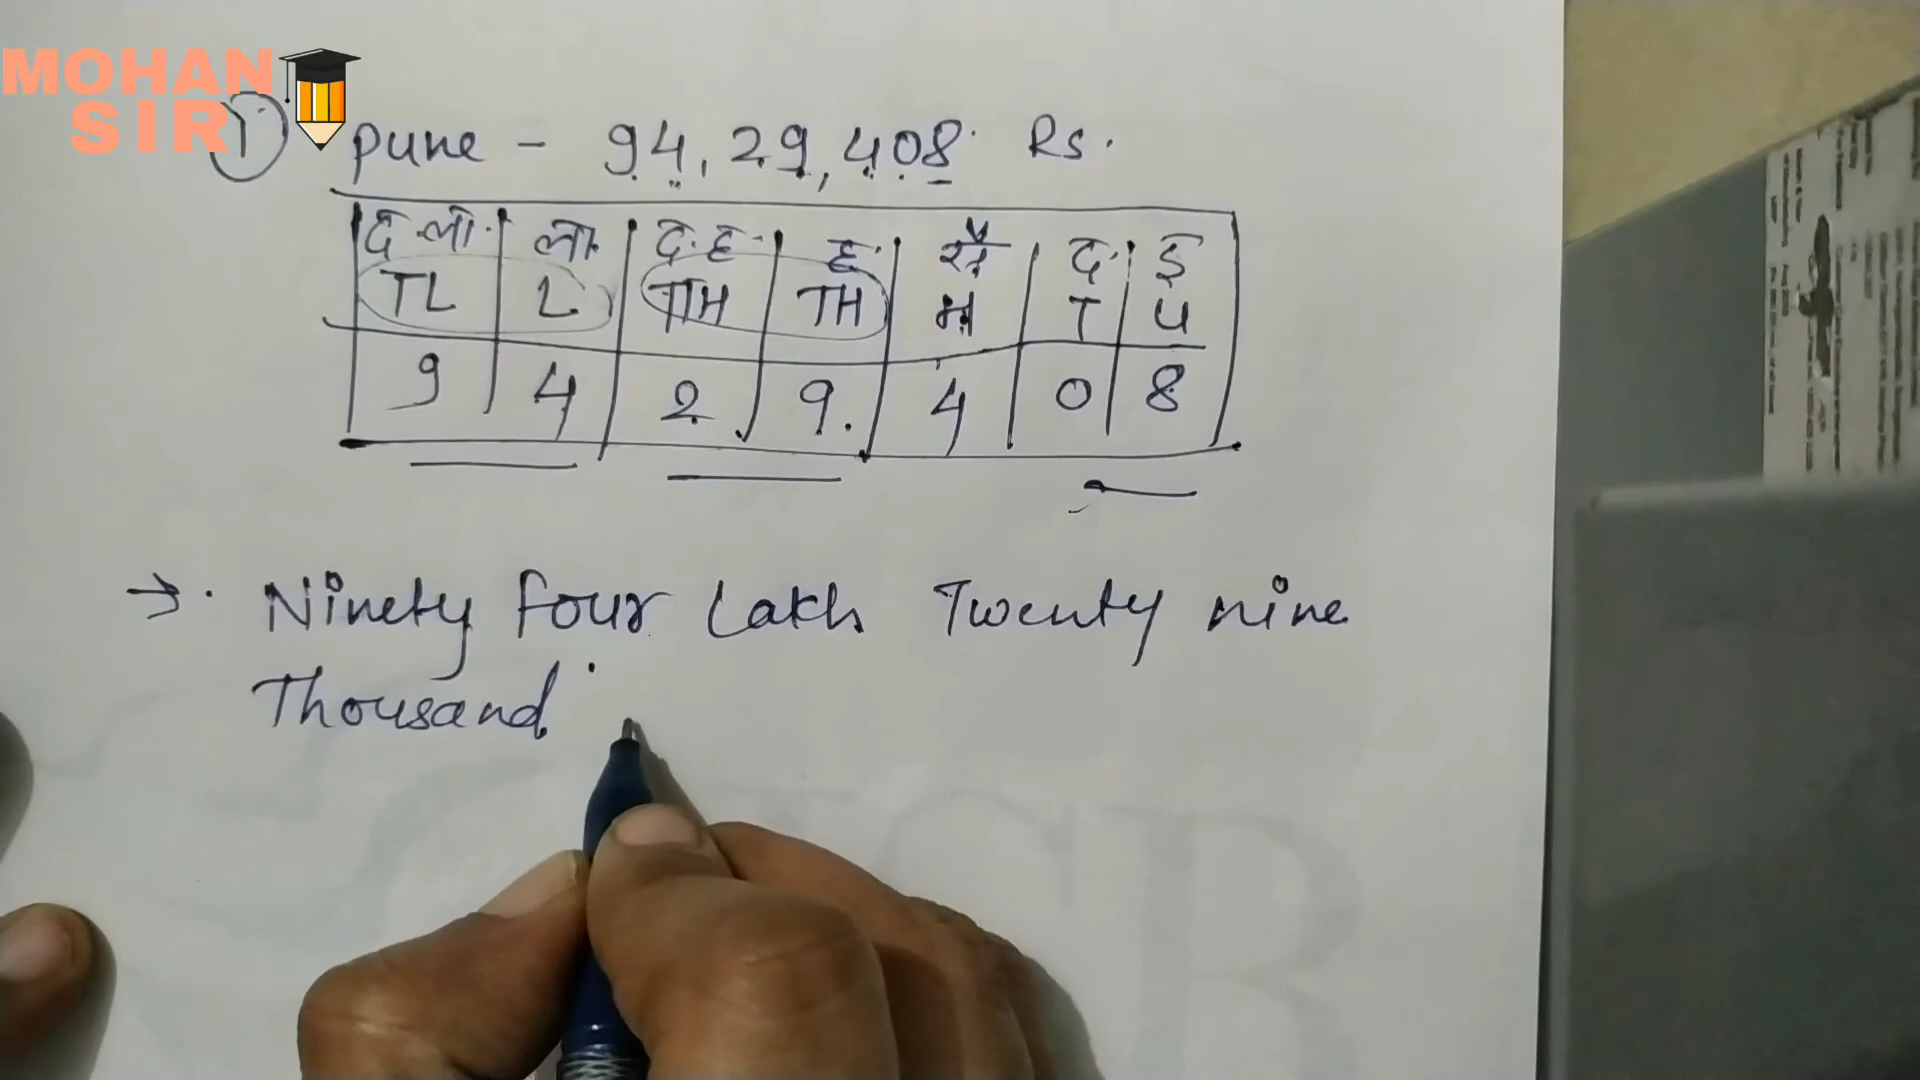 MOHAN
SIR
1 pune - 94,29,408 Rs.
द.ला. ला. द.ह. ह. द. इ
TL L TTH TH H T U
9 4 2 9 4 0 8
→ Ninety four Lakh Twenty nine
Thousand